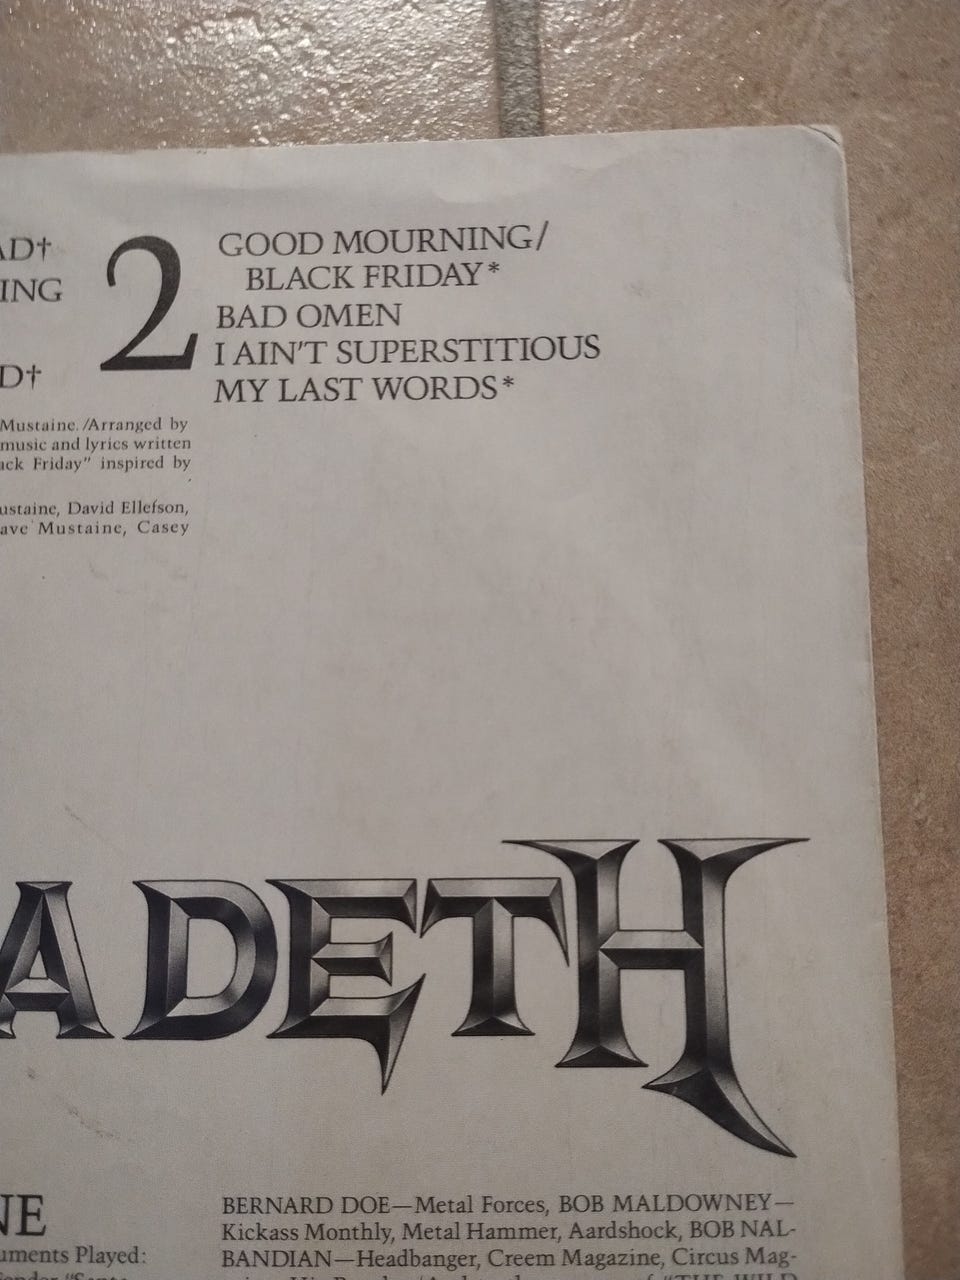 AD†
ING
D†
2
GOOD MOURNING/
BLACK FRIDAY*
BAD OMEN
I AIN'T SUPERSTITIOUS
MY LAST WORDS*
Mustaine./Arranged by
music and lyrics written
ack Friday" inspired by
ustaine, David Ellefson,
ave Mustaine, Casey
ADETH
NE
uments Played:
BERNARD DOE—Metal Forces, BOB MALDOWNEY—
Kickass Monthly, Metal Hammer, Aardshock, BOB NAL-
BANDIAN—Headbanger, Creem Magazine, Circus Mag-